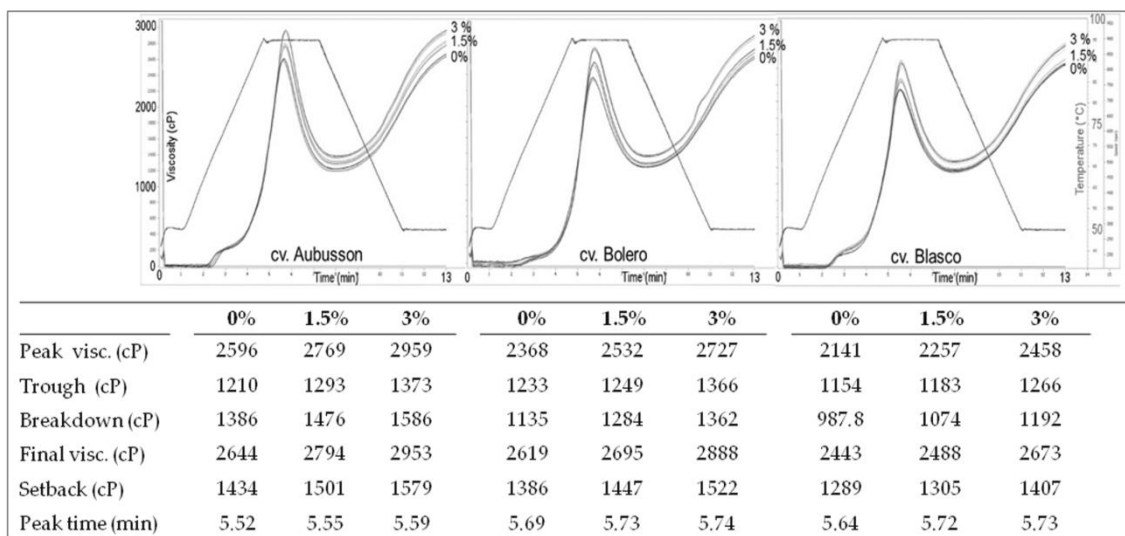 3000
2000
1000
0
Viscosity (cP)
3 %
1.5%
0%
cv. Aubusson
0
Time (min)
13
3 %
1.5%
0%
cv. Bolero
0
Time (min)
13
3 %
1.5%
0%
cv. Blasco
0
Time (min)
13
100
75
50
Temperature (°C)
0% 1.5% 3% 0% 1.5% 3% 0% 1.5% 3%
Peak visc. (cP) 2596 2769 2959 2368 2532 2727 2141 2257 2458
Trough (cP) 1210 1293 1373 1233 1249 1366 1154 1183 1266
Breakdown (cP) 1386 1476 1586 1135 1284 1362 987.8 1074 1192
Final visc. (cP) 2644 2794 2953 2619 2695 2888 2443 2488 2673
Setback (cP) 1434 1501 1579 1386 1447 1522 1289 1305 1407
Peak time (min) 5.52 5.55 5.59 5.69 5.73 5.74 5.64 5.72 5.73